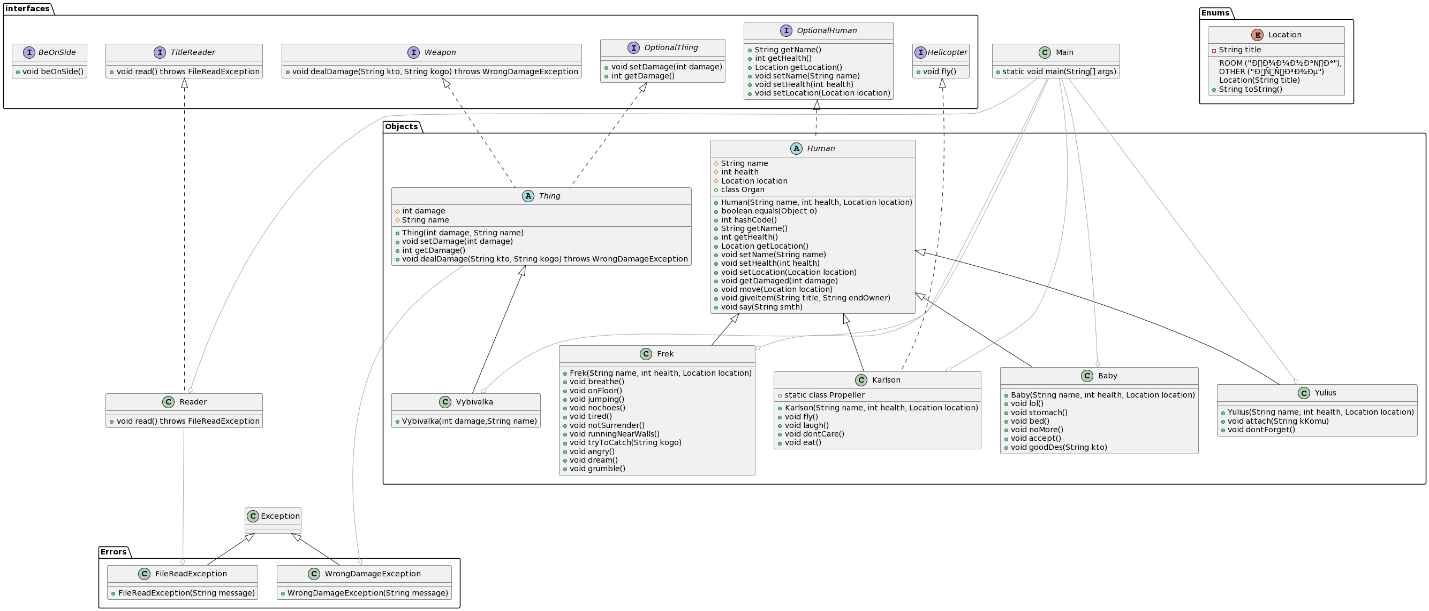 interfaces
I BeOnSide
void beOnSide()
I TitleReader
void read() throws FileReadException
I Weapon
void dealDamage(String kto, String kogo) throws WrongDamageException
I OptionalThing
void setDamage(int damage)
int getDamage()
I OptionalHuman
String getName()
int getHealth()
Location getLocation()
void setName(String name)
void setHealth(int health)
void setLocation(Location location)
I Helicopter
void fly()
C Main
static void main(String[] args)
Enums
E Location
String title
ROOM
OTHER
Location(String title)
String toString()
Objects
A Thing
int damage
String name
Thing(int damage, String name)
void setDamage(int damage)
int getDamage()
void dealDamage(String kto, String kogo) throws WrongDamageException
A Human
String name
int health
Location location
class Organ
Human(String name, int health, Location location)
boolean equals(Object o)
int hashCode()
String getName()
int getHealth()
Location getLocation()
void setName(String name)
void setHealth(int health)
void setLocation(Location location)
void getDamaged(int damage)
void move(Location location)
void giveItem(String title, String endOwner)
void say(String smth)
C Reader
void read() throws FileReadException
C Vybivalka
Vybivalka(int damage,String name)
C Frek
Frek(String name, int health, Location location)
void breathe()
void onFloor()
void jumping()
void nochoes()
void tired()
void notSurrender()
void runningNearWalls()
void tryToCatch(String kogo)
void angry()
void dream()
void grumble()
C Karlson
static class Propeller
Karlson(String name, int health, Location location)
void fly()
void laugh()
void dontCare()
void eat()
C Baby
Baby(String name, int health, Location location)
void lol()
void stomach()
void bed()
void noMore()
void accept()
void goodDes(String kto)
C Yulius
Yulius(String name, int health, Location location)
void attach(String kKomu)
void dontForget()
C Exception
Errors
C FileReadException
FileReadException(String message)
C WrongDamageException
WrongDamageException(String message)